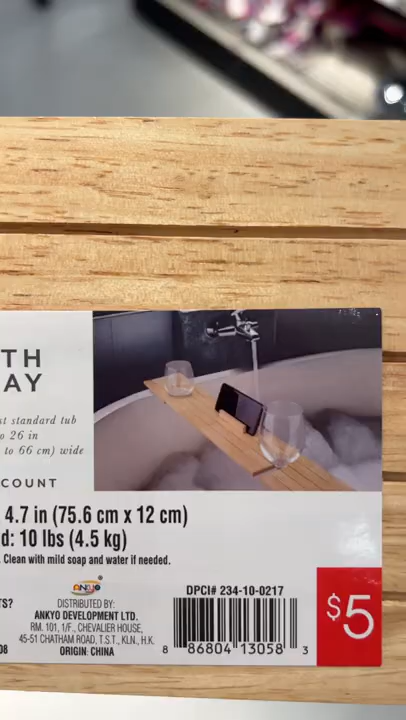 TH
AY
st standard tub
o 26 in
to 66 cm) wide
COUNT
4.7 in (75.6 cm x 12 cm)
d: 10 lbs (4.5 kg)
. Clean with mild soap and water if needed.
TS?
08
ANKYO
DISTRIBUTED BY:
ANKYO DEVELOPMENT LTD.
RM. 101, 1/F., CHEVALIER HOUSE,
45-51 CHATHAM ROAD, T.S.T., KLN., H.K.
ORIGIN: CHINA
DPCI# 234-10-0217
8 86804 13058 3
$5